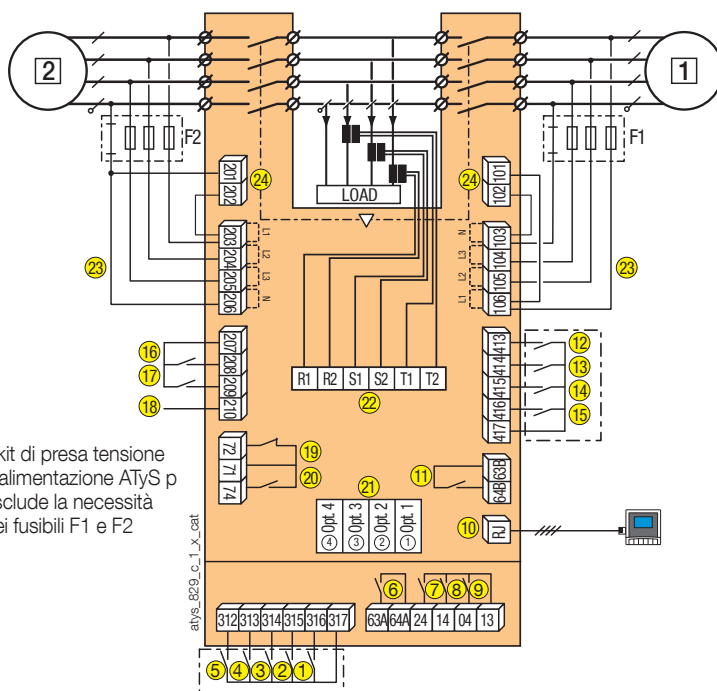 2
1
F2
F1
201
202
24
LOAD
24
101
102
203
204
205
206
L1
L2
L3
N
N
L3
L2
L1
103
104
105
106
23
23
16
17
18
207
208
209
210
R1 R2 S1 S2 T1 T2
22
413
414
415
416
417
12
13
14
15
kit di presa tensione
alimentazione ATyS p
sclude la necessità
ei fusibili F1 e F2
72
71
74
19
20
21
Opt. 4 Opt. 3 Opt. 2 Opt. 1
4 3 2 1
11
63B
64B
10
RJ
atys_829_c_1_x_cat
6 7 8 9
312 313 314 315 316 317
63A 64A 24 14 04 13
5 4 3 2 1